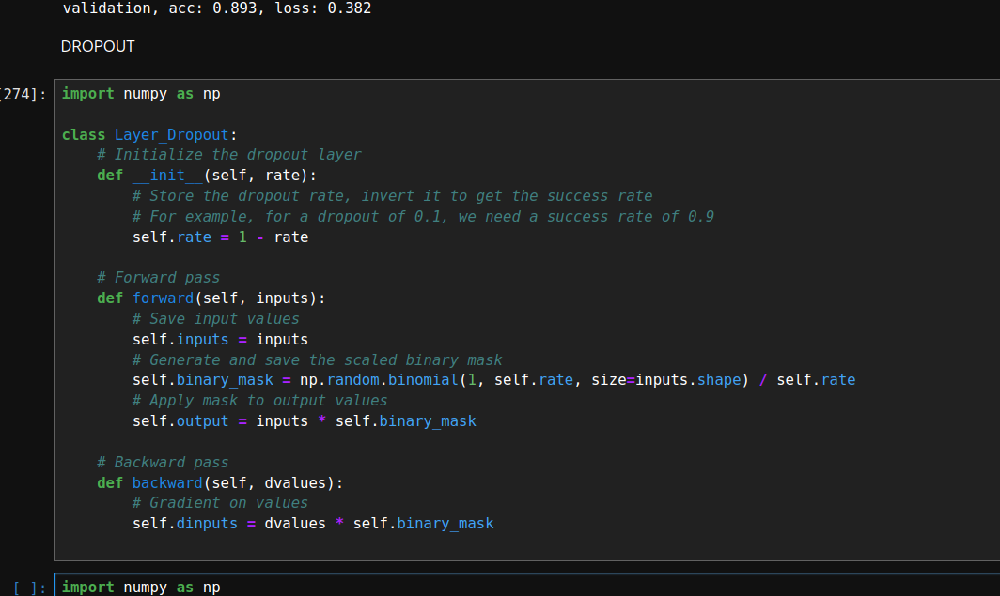 validation, acc: 0.893, loss: 0.382
DROPOUT
[274]:
import numpy as np
class Layer_Dropout:
    # Initialize the dropout layer
    def __init__(self, rate):
        # Store the dropout rate, invert it to get the success rate
        # For example, for a dropout of 0.1, we need a success rate of 0.9
        self.rate = 1 - rate
    # Forward pass
    def forward(self, inputs):
        # Save input values
        self.inputs = inputs
        # Generate and save the scaled binary mask
        self.binary_mask = np.random.binomial(1, self.rate, size=inputs.shape) / self.rate
        # Apply mask to output values
        self.output = inputs * self.binary_mask
    # Backward pass
    def backward(self, dvalues):
        # Gradient on values
        self.dinputs = dvalues * self.binary_mask
[ ]:
import numpy as np